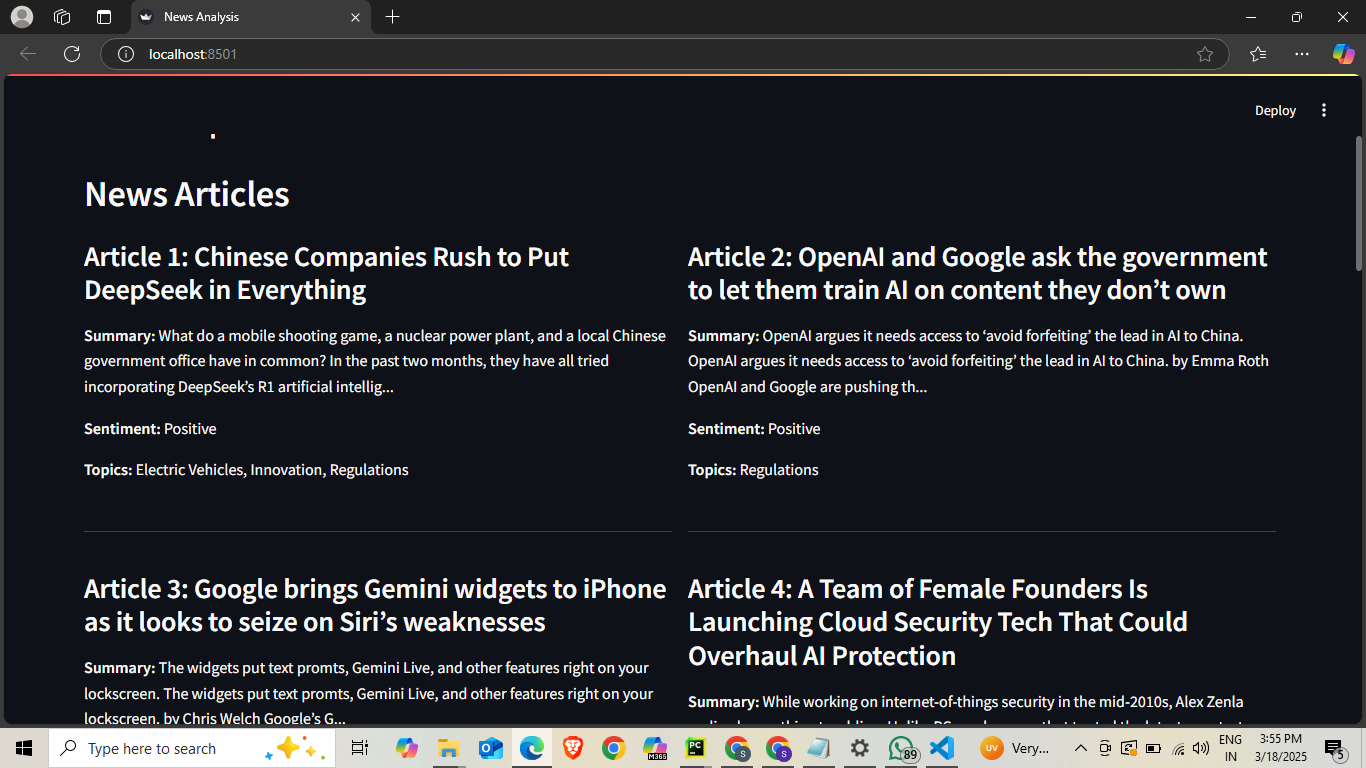 News Analysis
localhost:8501
Deploy
News Articles
Article 1: Chinese Companies Rush to Put
DeepSeek in Everything
Summary: What do a mobile shooting game, a nuclear power plant, and a local Chinese
government office have in common? In the past two months, they have all tried
incorporating DeepSeek’s R1 artificial intellig...
Sentiment: Positive
Topics: Electric Vehicles, Innovation, Regulations
Article 2: OpenAI and Google ask the government
to let them train AI on content they don’t own
Summary: OpenAI argues it needs access to ‘avoid forfeiting’ the lead in AI to China.
OpenAI argues it needs access to ‘avoid forfeiting’ the lead in AI to China. by Emma Roth
OpenAI and Google are pushing th...
Sentiment: Positive
Topics: Regulations
Article 3: Google brings Gemini widgets to iPhone
as it looks to seize on Siri’s weaknesses
Summary: The widgets put text promts, Gemini Live, and other features right on your
lockscreen. The widgets put text promts, Gemini Live, and other features right on your
lockscreen. by Chris Welch Google’s G...
Article 4: A Team of Female Founders Is
Launching Cloud Security Tech That Could
Overhaul AI Protection
Summary: While working on internet-of-things security in the mid-2010s, Alex Zenla
Type here to search
M365
PC
S
S
89
UV
Very...
ENG
IN
3:55 PM
3/18/2025
5